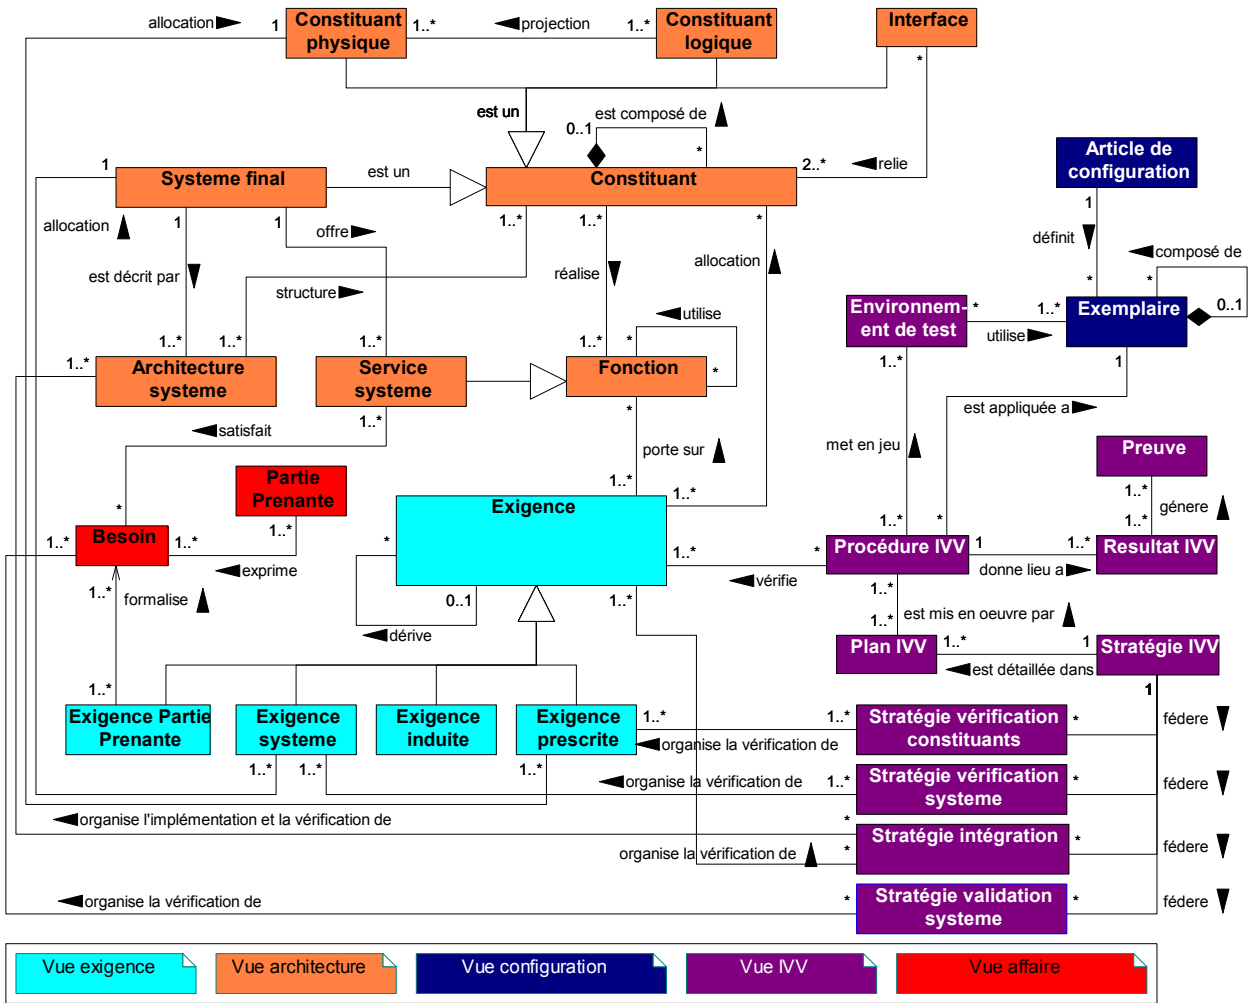 allocation
1
Constituant
physique
1..*
projection
1..*
Constituant
logique
Interface
*
est un
est composé de
0..1
*
2..*
relie
Article de
configuration
1
définit
*
composé de
*
0..1
1
Systeme final
est un
Constituant
allocation
1
1
offre
1..*
1..*
*
est décrit par
structure
réalise
allocation
1..*
1..*
1..*
1..*
*
utilise
*
1..*
Architecture
systeme
Service
systeme
Fonction
Environnem-
ent de test
*
1..*
utilise
Exemplaire
1..*
1
est appliquée a
met en jeu
1..*
satisfait
*
porte sur
1..*
1..*
*
Partie
Prenante
1..*
1..*
Besoin
1..*
exprime
1..*
formalise
Exigence
*
0..1
dérive
1..*
1..*
*
vérifie
1..*
*
Procédure IVV
1
1..*
donne lieu a
Preuve
1..*
génere
1..*
Resultat IVV
1..*
est mis en oeuvre par
1..*
Plan IVV
1..*
1
est détaillée dans
Stratégie IVV
1
1..*
Exigence Partie
Prenante
Exigence
systeme
Exigence
induite
Exigence
prescrite
1..*
1..*
organise la vérification de
Stratégie vérification
constituants
*
fédere
1..*
1..*
1..*
organise la vérification de
1..*
Stratégie vérification
systeme
*
fédere
organise l'implémentation et la vérification de
*
organise la vérification de
*
Stratégie intégration
*
fédere
organise la vérification de
*
Stratégie validation
systeme
*
fédere
Vue exigence
Vue architecture
Vue configuration
Vue IVV
Vue affaire